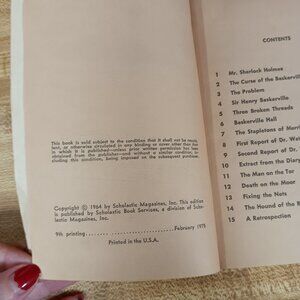 This book is sold subject to the condition that it shall not be resold,
lent, or otherwise circulated in any binding or cover other than that
in which it is published—unless prior written permission has been
obtained from the publisher—and without a similar condition, in-
cluding this condition, being imposed on the subsequent purchaser.
Copyright © 1964 by Scholastic Magazines, Inc. This edition
is published by Scholastic Book Services, a division of Scho-
lastic Magazines, Inc.
9th printing February 1975
Printed in the U.S.A.
CONTENTS
1 Mr. Sherlock Holmes
2 The Curse of the Baskerville
3 The Problem
4 Sir Henry Baskerville
5 Three Broken Threads
6 Baskerville Hall
7 The Stapletons of Merri
8 First Report of Dr. Wat
9 Second Report of Dr.
10 Extract from the Diary
11 The Man on the Tor
12 Death on the Moor
13 Fixing the Nets
14 The Hound of the
15 A Retrospection